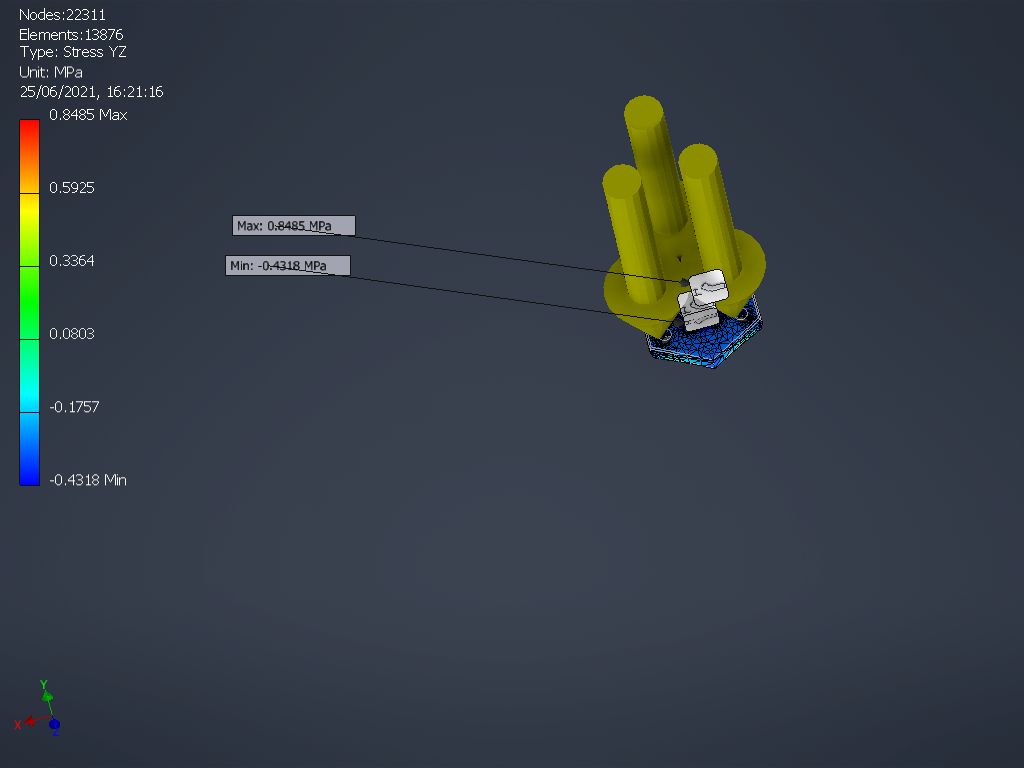 Nodes:22311
Elements:13876
Type: Stress YZ
Unit: MPa
25/06/2021, 16:21:16
0.8485 Max
0.5925
0.3364
0.0803
-0.1757
-0.4318 Min
Max: 0.8485 MPa
Min: -0.4318 MPa
Y
X
Z